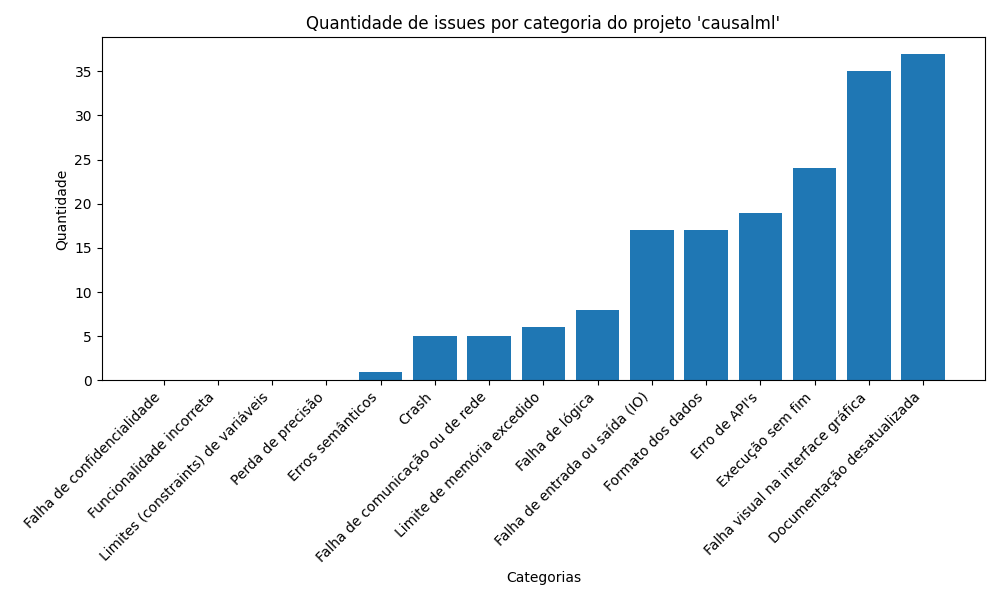 Quantidade de issues por categoria do projeto 'causalml'
Quantidade
35
30
25
20
15
10
5
0
Falha de confidencialidade
Funcionalidade incorreta
Limites (constraints) de variáveis
Perda de precisão
Erros semânticos
Crash
Falha de comunicação ou de rede
Limite de memória excedido
Falha de lógica
Falha de entrada ou saída (IO)
Formato dos dados
Erro de API's
Execução sem fim
Falha visual na interface gráfica
Documentação desatualizada
Categorias